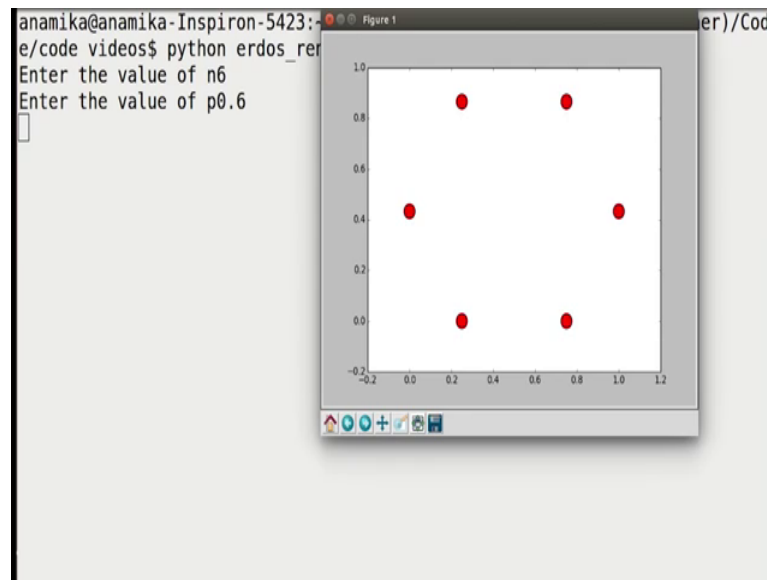 anamika@anamika-Inspiron-5423:~
er)/Cod
e/code videos$ python erdos_rer
Enter the value of n6
Enter the value of p0.6
Figure 1
1.0
0.8
0.6
0.4
0.2
0.0
−0.2
−0.2 0.0 0.2 0.4 0.6 0.8 1.0 1.2